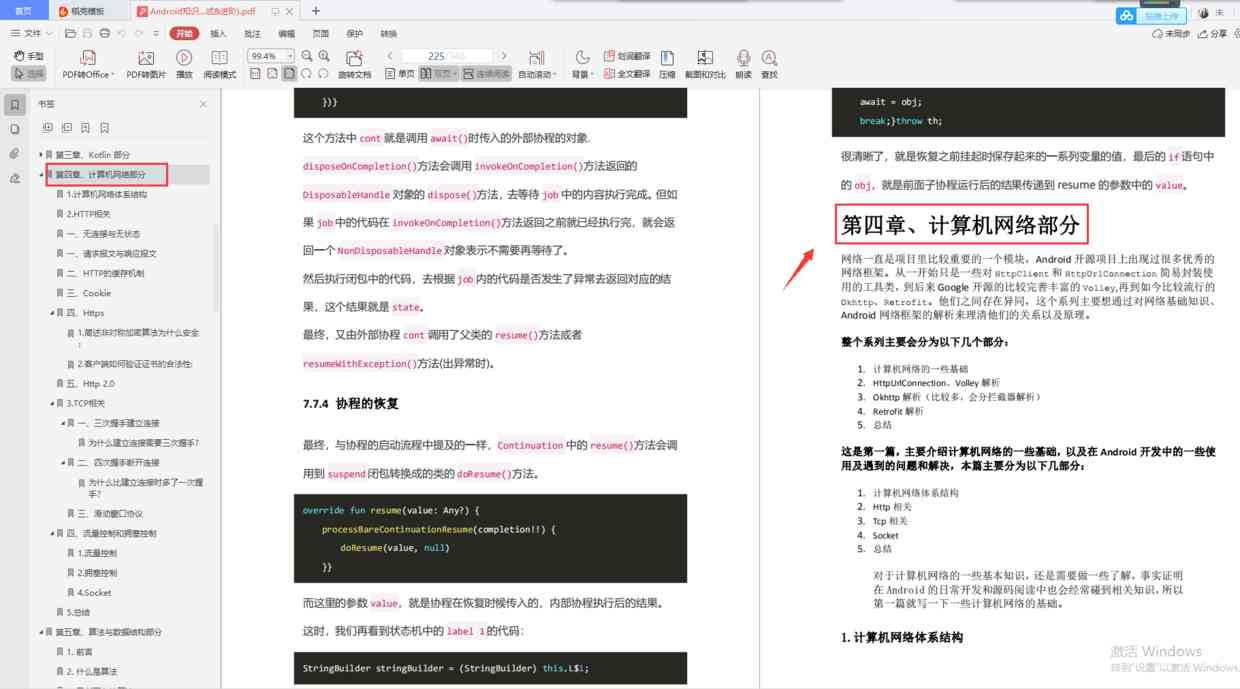 首页
稻壳模板
Android知识...试&进阶).pdf
+
拖拽上传
未
文件
开始
插入
批注
编辑
页面
保护
转换
未同步
分享
手型
选择
PDF转Office
PDF转图片
播放
阅读模式
99.4%
旋转文档
225/346
单页
双页
连续阅读
自动滚动
背景
划词翻译
全文翻译
压缩
截图和对比
朗读
查找
书签
第三章、Kotlin 部分
第四章、计算机网络部分
1.计算机网络体系结构
2.HTTP相关
一、无连接与无状态
一、请求报文与响应报文
二、HTTP的缓存机制
三、Cookie
四、Https
1.简述非对称加密算法为什么安全
：
2.客户端如何验证证书的合法性:
五、Http 2.0
3.TCP相关
一、三次握手建立连接
为什么建立连接需要三次握手?
二、四次握手断开连接
为什么比建立连接时多了一次握
手?
三、滑动窗口协议
四、流量控制和拥塞控制
1.流量控制
2.拥塞控制
4.Socket
5.总结
第五章、算法与数据结构部分
1. 前言
2. 什么是算法
})}
这个方法中 cont 就是调用 await()时传入的外部协程的对象.
disposeOnCompletion()方法会调用 invokeOnCompletion()方法返回的
DisposableHandle 对象的 dispose()方法，去等待 job 中的内容执行完成。但如
果 job 中的代码在 invokeOnCompletion()方法返回之前就已经执行完，就会返
回一个 NonDisposableHandle 对象表示不需要再等待了。
然后执行闭包中的代码，去根据 job 内的代码是否发生了异常去返回对应的结
果，这个结果就是 state。
最终，又由外部协程 cont 调用了父类的 resume()方法或者
resumeWithException()方法(出异常时)。
7.7.4 协程的恢复
最终，与协程的启动流程中提及的一样，Continuation 中的 resume()方法会调
用到 suspend 闭包转换成的类的 doResume()方法。
override fun resume(value: Any?) {
processBareContinuationResume(completion!!) {
doResume(value, null)
}}
而这里的参数 value，就是协程在恢复时候传入的，内部协程执行后的结果。
这时，我们再看到状态机中的 label 1 的代码：
StringBuilder stringBuilder = (StringBuilder) this.L$1;
await = obj;
break;}throw th;
很清晰了，就是恢复之前挂起时保存起来的一系列变量的值，最后的 if 语句中
的 obj，就是前面子协程运行后的结果传递到 resume 的参数中的 value。
第四章、计算机网络部分
网络一直是项目里比较重要的一个模块，Android 开源项目上出现过很多优秀的
网络框架。从一开始只是一些对 HttpClient 和 HttpUrlConnection 简易封装使
用的工具类，到后来 Google 开源的比较完善丰富的 Volley,再到如今比较流行的
Okhttp、Retrofit。他们之间存在异同，这个系列主要想通过对网络基础知识、
Android 网络框架的解析来理清他们的关系以及原理。
整个系列主要会分为以下几个部分：
1. 计算机网络的一些基础
2. HttpUrlConnection、Volley 解析
3. Okhttp 解析（比较多，会分拦截器解析）
4. Retrofit 解析
5. 总结
这是第一篇，主要介绍计算机网络的一些基础，以及在 Android 开发中的一些使
用及遇到的问题和解决，本篇主要分为以下几部分：
1. 计算机网络体系结构
2. Http 相关
3. Tcp 相关
4. Socket
5. 总结
对于计算机网络的一些基本知识，还是需要做一些了解，事实证明
在 Android 的日常开发和源码阅读中也会经常碰到相关知识，所以
第一篇就写一下一些计算机网络的基础。
1. 计算机网络体系结构
激活 Windows
转到"设置"以激活 Windows。